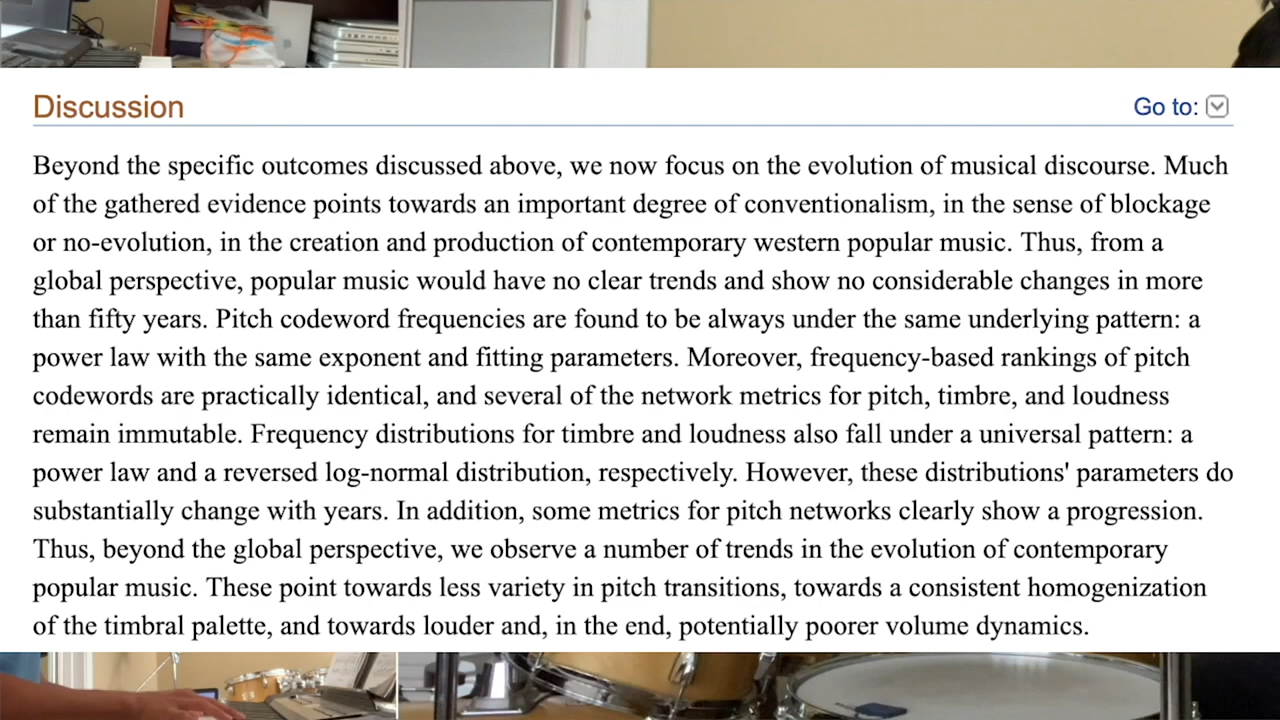 Discussion
Go to:
Beyond the specific outcomes discussed above, we now focus on the evolution of musical discourse. Much
of the gathered evidence points towards an important degree of conventionalism, in the sense of blockage
or no-evolution, in the creation and production of contemporary western popular music. Thus, from a
global perspective, popular music would have no clear trends and show no considerable changes in more
than fifty years. Pitch codeword frequencies are found to be always under the same underlying pattern: a
power law with the same exponent and fitting parameters. Moreover, frequency-based rankings of pitch
codewords are practically identical, and several of the network metrics for pitch, timbre, and loudness
remain immutable. Frequency distributions for timbre and loudness also fall under a universal pattern: a
power law and a reversed log-normal distribution, respectively. However, these distributions' parameters do
substantially change with years. In addition, some metrics for pitch networks clearly show a progression.
Thus, beyond the global perspective, we observe a number of trends in the evolution of contemporary
popular music. These point towards less variety in pitch transitions, towards a consistent homogenization
of the timbral palette, and towards louder and, in the end, potentially poorer volume dynamics.